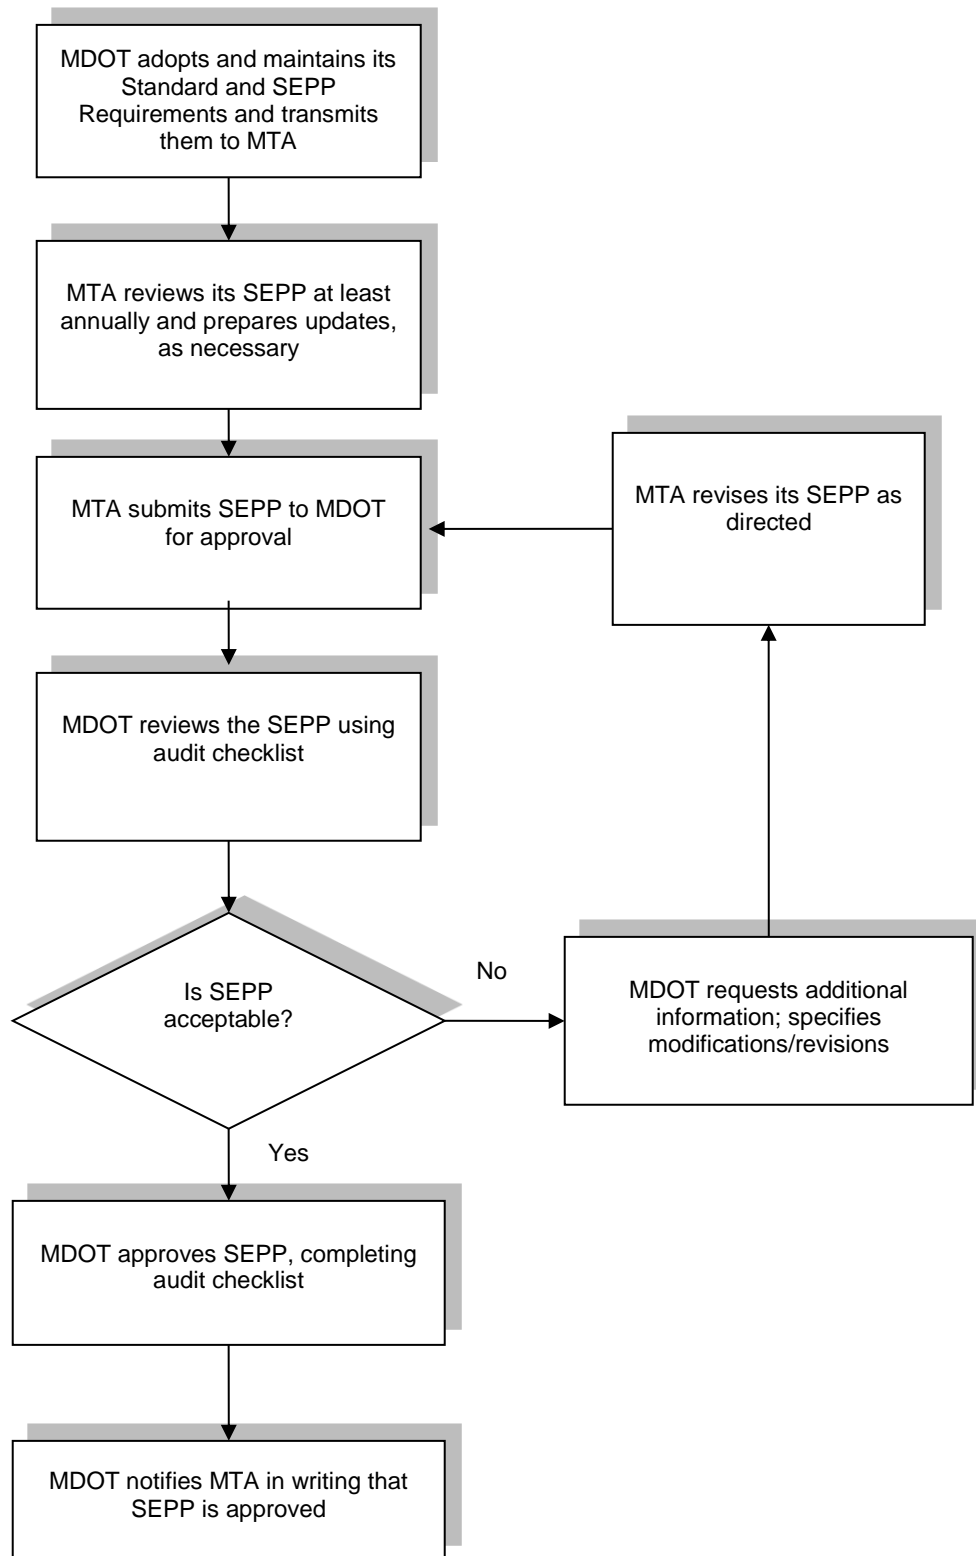 MDOT adopts and maintains its
Standard and SEPP
Requirements and transmits
them to MTA
MTA reviews its SEPP at least
annually and prepares updates,
as necessary
MTA submits SEPP to MDOT
for approval
MTA revises its SEPP as
directed
MDOT reviews the SEPP using
audit checklist
Is SEPP
acceptable?
No
MDOT requests additional
information; specifies
modifications/revisions
Yes
MDOT approves SEPP, completing
audit checklist
MDOT notifies MTA in writing that
SEPP is approved